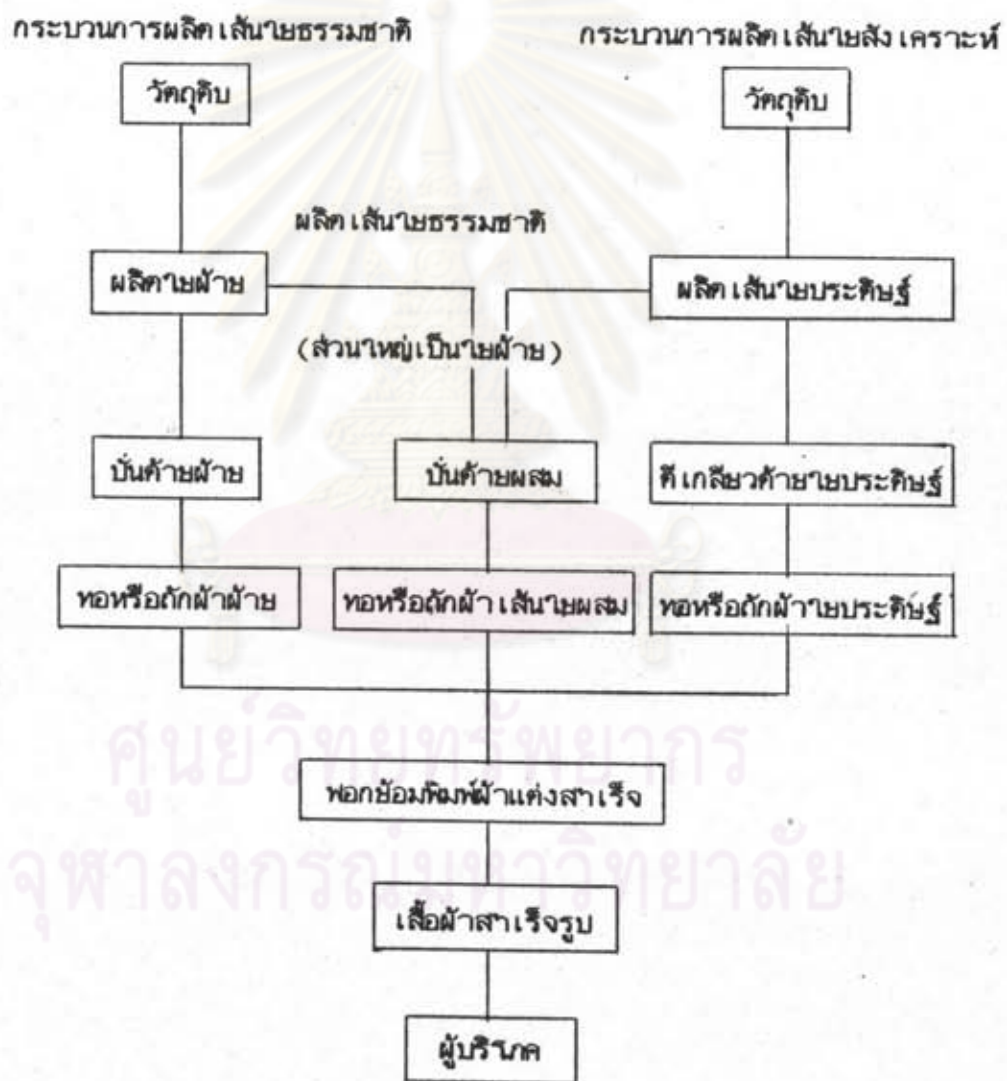 กระบวนการผลิตเส้นใยธรรมชาติ
กระบวนการผลิตเส้นใยสังเคราะห์
วัตถุดิบ
วัตถุดิบ
ผลิตเส้นใยธรรมชาติ
ผลิตใยฝ้าย
ผลิตเส้นใยประดิษฐ์
(ส่วนใหญ่เป็นใยฝ้าย)
ปั่นด้ายฝ้าย
ปั่นด้ายผสม
ตีเกลียวด้ายใยประดิษฐ์
ทอหรือถักผ้าฝ้าย
ทอหรือถักผ้าเส้นใยผสม
ทอหรือถักผ้าใยประดิษฐ์
ศูนย์วิทยทรัพยากร
ฟอกย้อมพิมพ์ผ้าแต่งสำเร็จ
จุฬาลงกรณ์มหาวิทยาลัย
เสื้อผ้าสำเร็จรูป
ผู้บริโภค